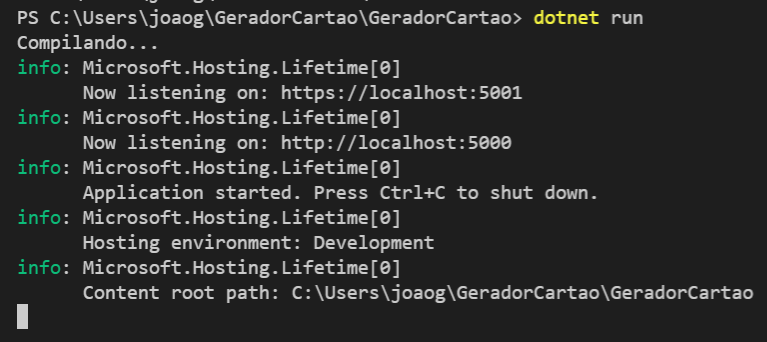 PS C:\Users\joaog\GeradorCartao\GeradorCartao> dotnet run
Compilando...
info: Microsoft.Hosting.Lifetime[0]
Now listening on: https://localhost:5001
info: Microsoft.Hosting.Lifetime[0]
Now listening on: http://localhost:5000
info: Microsoft.Hosting.Lifetime[0]
Application started. Press Ctrl+C to shut down.
info: Microsoft.Hosting.Lifetime[0]
Hosting environment: Development
info: Microsoft.Hosting.Lifetime[0]
Content root path: C:\Users\joaog\GeradorCartao\GeradorCartao